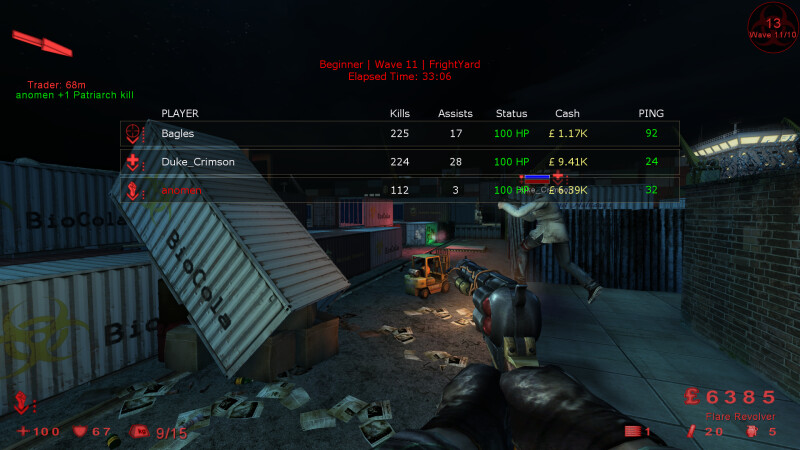 13
Wave 11/10
Beginner | Wave 11 | FrightYard
Elapsed Time: 33:06
Trader: 68m
anomen +1 Patriarch kill
PLAYER Kills Assists Status Cash PING
Bagles 225 17 100 HP £ 1.17K 92
Duke_Crimson 224 28 100 HP £ 9.41K 24
anomen 112 3 100 HP £ 6.39K 32
BioCola
BioCola
Bio
£ 6385
Flare Revolver
100 67 9/15 1 20 5